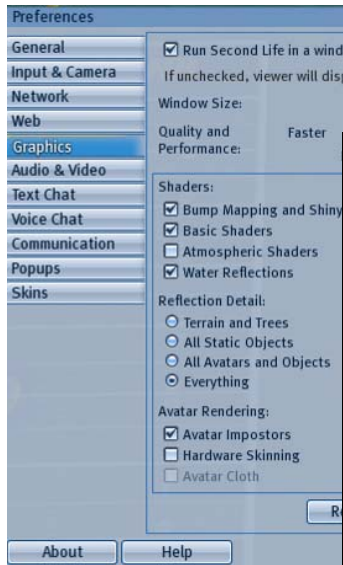 Preferences
General
Input & Camera
Network
Web
Graphics
Audio & Video
Text Chat
Voice Chat
Communication
Popups
Skins
Run Second Life in a wind
If unchecked, viewer will dis
Window Size:
Quality and Faster
Performance:
Shaders:
Bump Mapping and Shiny
Basic Shaders
Atmospheric Shaders
Water Reflections
Reflection Detail:
Terrain and Trees
All Static Objects
All Avatars and Objects
Everything
Avatar Rendering:
Avatar Impostors
Hardware Skinning
Avatar Cloth
R
About
Help